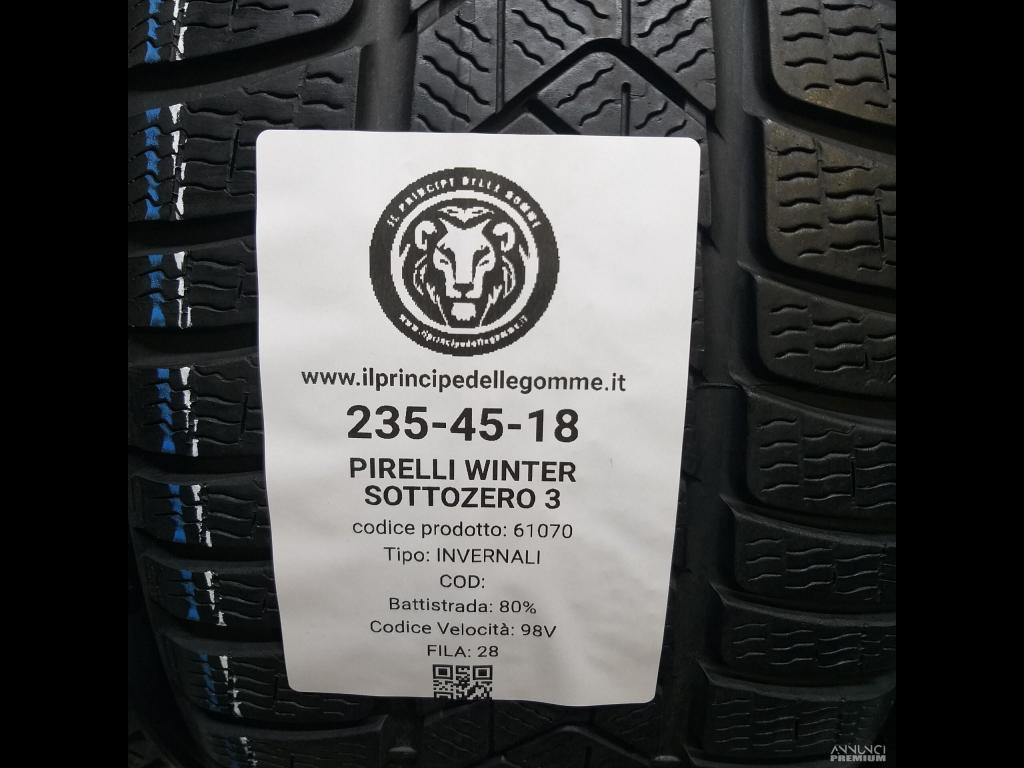 IL PRINCIPE DELLE GOMME
www.ilprincipedellegomme.it
www.ilprincipedellegomme.it
235-45-18
PIRELLI WINTER
SOTTOZERO 3
codice prodotto: 61070
Tipo: INVERNALI
COD:
Battistrada: 80%
Codice Velocità: 98V
FILA: 28
ANNUNCI
PREMIUM